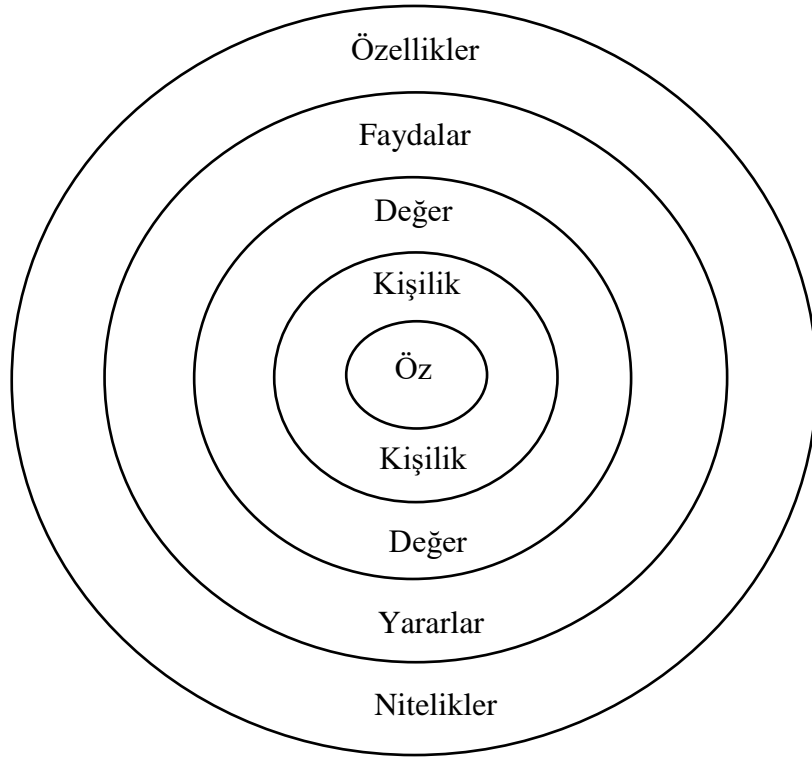 Özellikler
Faydalar
Değer
Kişilik
Öz
Kişilik
Değer
Yararlar
Nitelikler